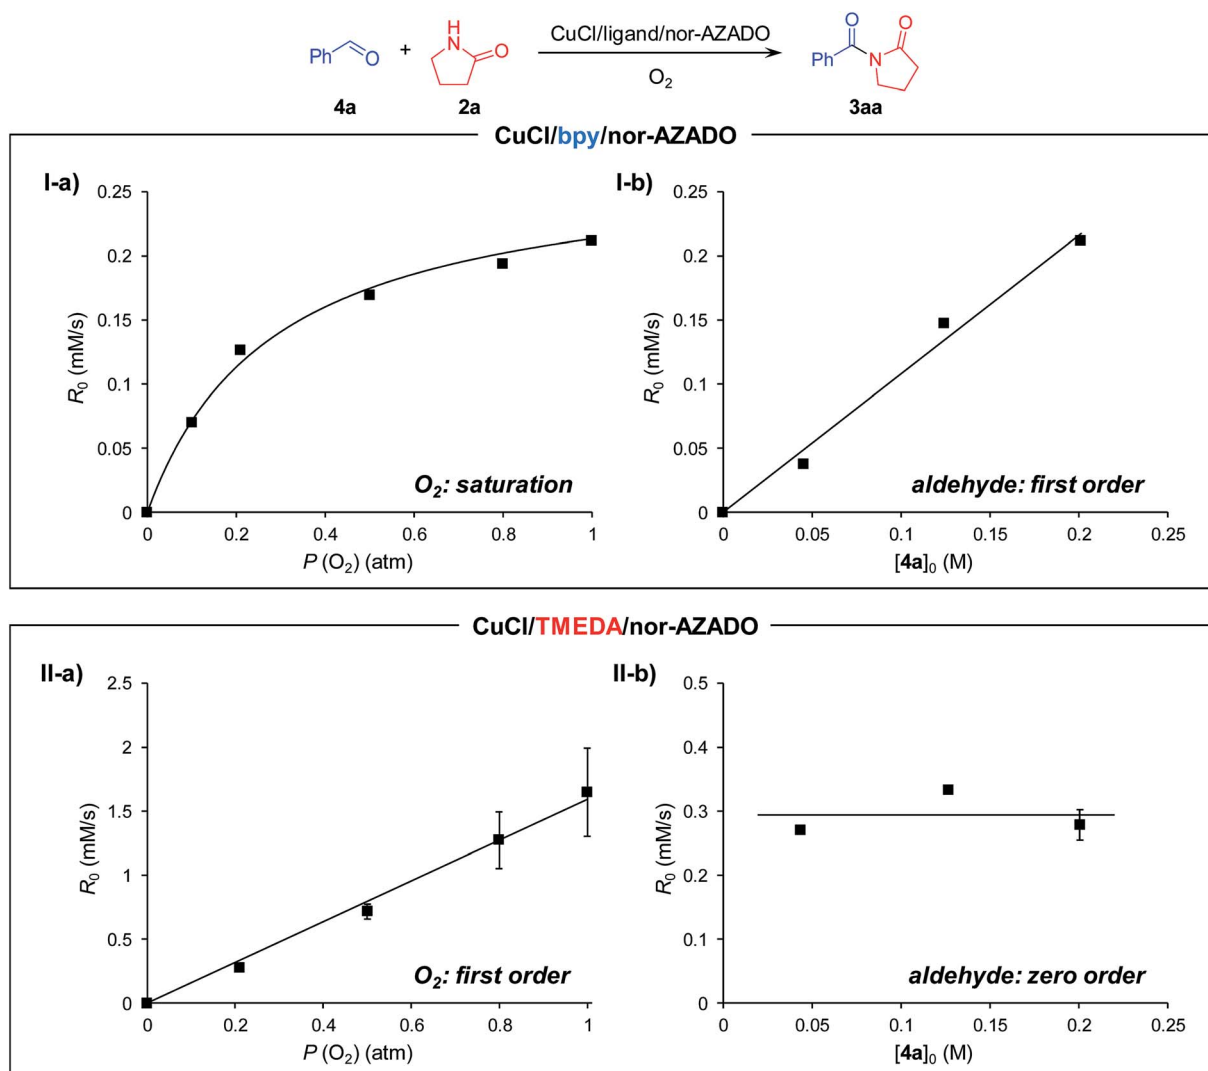 H
O
Ph
O
+
N
O
CuCl/ligand/nor-AZADO
O₂
O
O
Ph
N
4a
2a
3aa
CuCl/bpy/nor-AZADO
I-a)
0.25
0.2
0.15
0.1
0.05
0
R₀ (mM/s)
O₂: saturation
0 0.2 0.4 0.6 0.8 1
P (O₂) (atm)
I-b)
0.25
0.2
0.15
0.1
0.05
0
R₀ (mM/s)
aldehyde: first order
0 0.05 0.1 0.15 0.2 0.25
[4a]₀ (M)
CuCl/TMEDA/nor-AZADO
II-a)
2.5
2
1.5
1
0.5
0
R₀ (mM/s)
O₂: first order
0 0.2 0.4 0.6 0.8 1
P (O₂) (atm)
II-b)
0.5
0.4
0.3
0.2
0.1
0
R₀ (mM/s)
aldehyde: zero order
0 0.05 0.1 0.15 0.2 0.25
[4a]₀ (M)